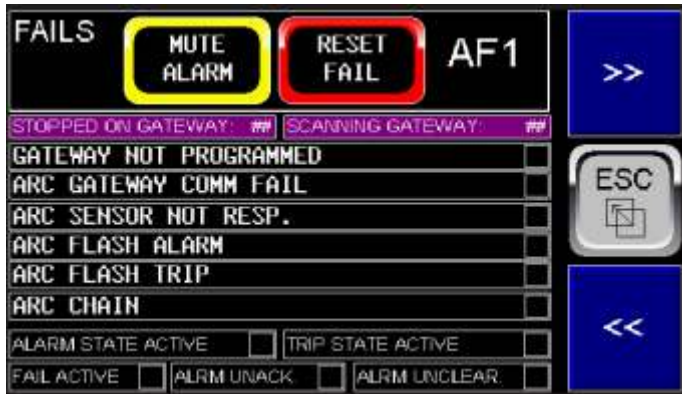 FAILS
MUTE
ALARM
RESET
FAIL
AF1
>>
STOPPED ON GATEWAY: ##
SCANNING GATEWAY: ##
GATEWAY NOT PROGRAMMED
ARC GATEWAY COMM FAIL
ESC
ARC SENSOR NOT RESP.
ARC FLASH ALARM
ARC FLASH TRIP
ARC CHAIN
<<
ALARM STATE ACTIVE
TRIP STATE ACTIVE
FAIL ACTIVE
ALRM UNACK.
ALRM UNCLEAR.